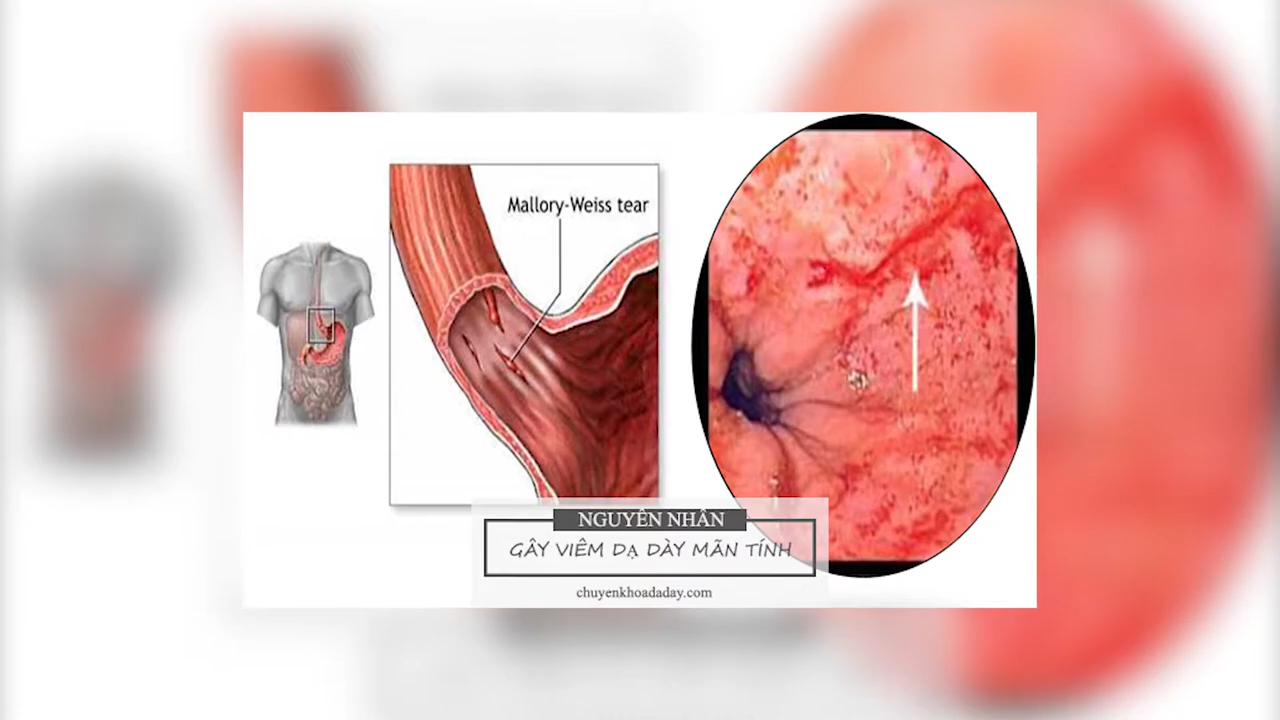 Mallory-Weiss tear
NGUYÊN NHÂN
GÂY VIÊM DẠ DÀY MÃN TÍNH
chuyenkhoadaday.com